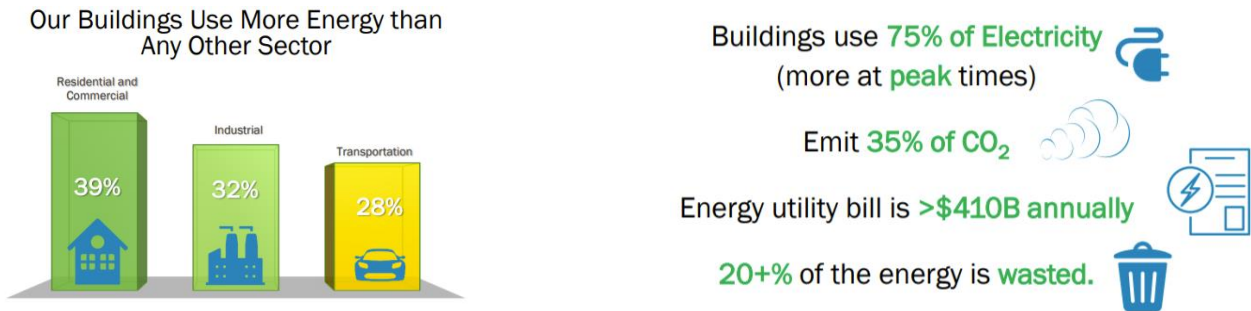 Our Buildings Use More Energy than
Any Other Sector
Residential and
Commercial
39%
Industrial
32%
Transportation
28%
Buildings use 75% of Electricity
(more at peak times)
Emit 35% of CO₂
Energy utility bill is >$410B annually
20+% of the energy is wasted.